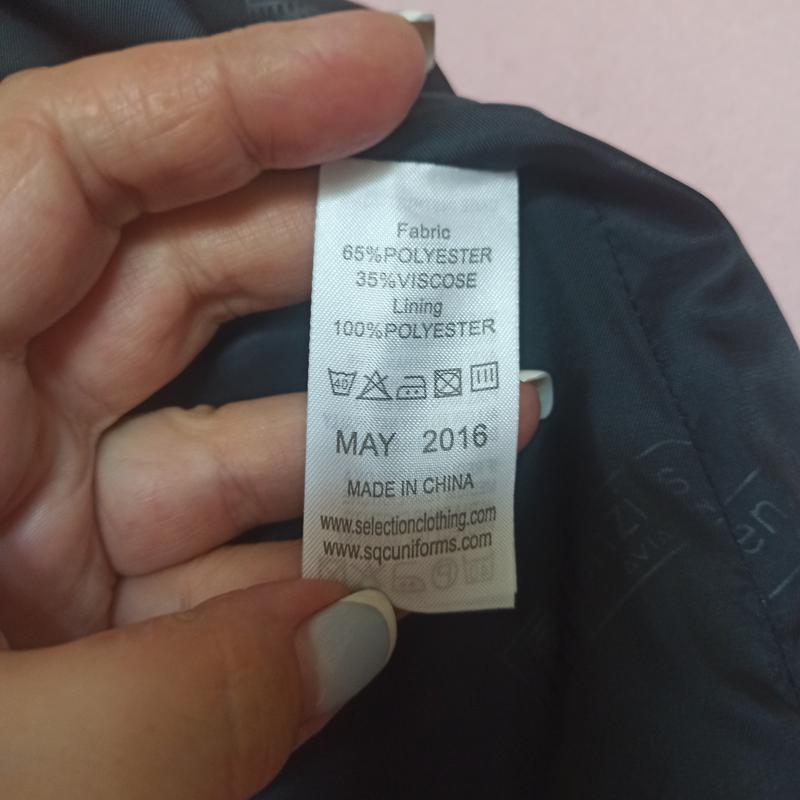 Fabric
65%POLYESTER
35%VISCOSE
Lining
100%POLYESTER
40
MAY 2016
MADE IN CHINA
www.selectionclothing.com
www.sqcuniforms.com